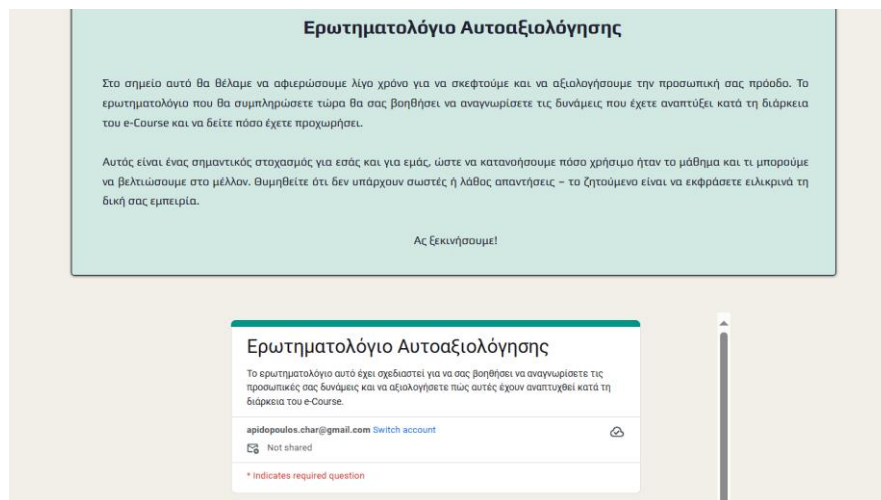 Ερωτηματολόγιο Αυτοαξιολόγησης
Στο σημείο αυτό θα θέλαμε να αφιερώσουμε λίγο χρόνο για να σκεφτούμε και να αξιολογήσουμε την προσωπική σας πρόοδο. Το
ερωτηματολόγιο που θα συμπληρώσετε τώρα θα σας βοηθήσει να αναγνωρίσετε τις δυνάμεις που έχετε αναπτύξει κατά τη διάρκεια
του e-Course και να δείτε πόσο έχετε προχωρήσει.
Αυτός είναι ένας σημαντικός στοχασμός για εσάς και για εμάς, ώστε να κατανοήσουμε πόσο χρήσιμο ήταν το μάθημα και τι μπορούμε
να βελτιώσουμε στο μέλλον. Θυμηθείτε ότι δεν υπάρχουν σωστές ή λάθος απαντήσεις – το ζητούμενο είναι να εκφράσετε ειλικρινά τη
δική σας εμπειρία.
Ας ξεκινήσουμε!
Ερωτηματολόγιο Αυτοαξιολόγησης
Το ερωτηματολόγιο αυτό έχει σχεδιαστεί για να σας βοηθήσει να αναγνωρίσετε τις
προσωπικές σας δυνάμεις και να αξιολογήσετε πώς αυτές έχουν αναπτυχθεί κατά τη
διάρκεια του e-Course.
apidopoulos.char@gmail.com Switch account
Not shared
* Indicates required question